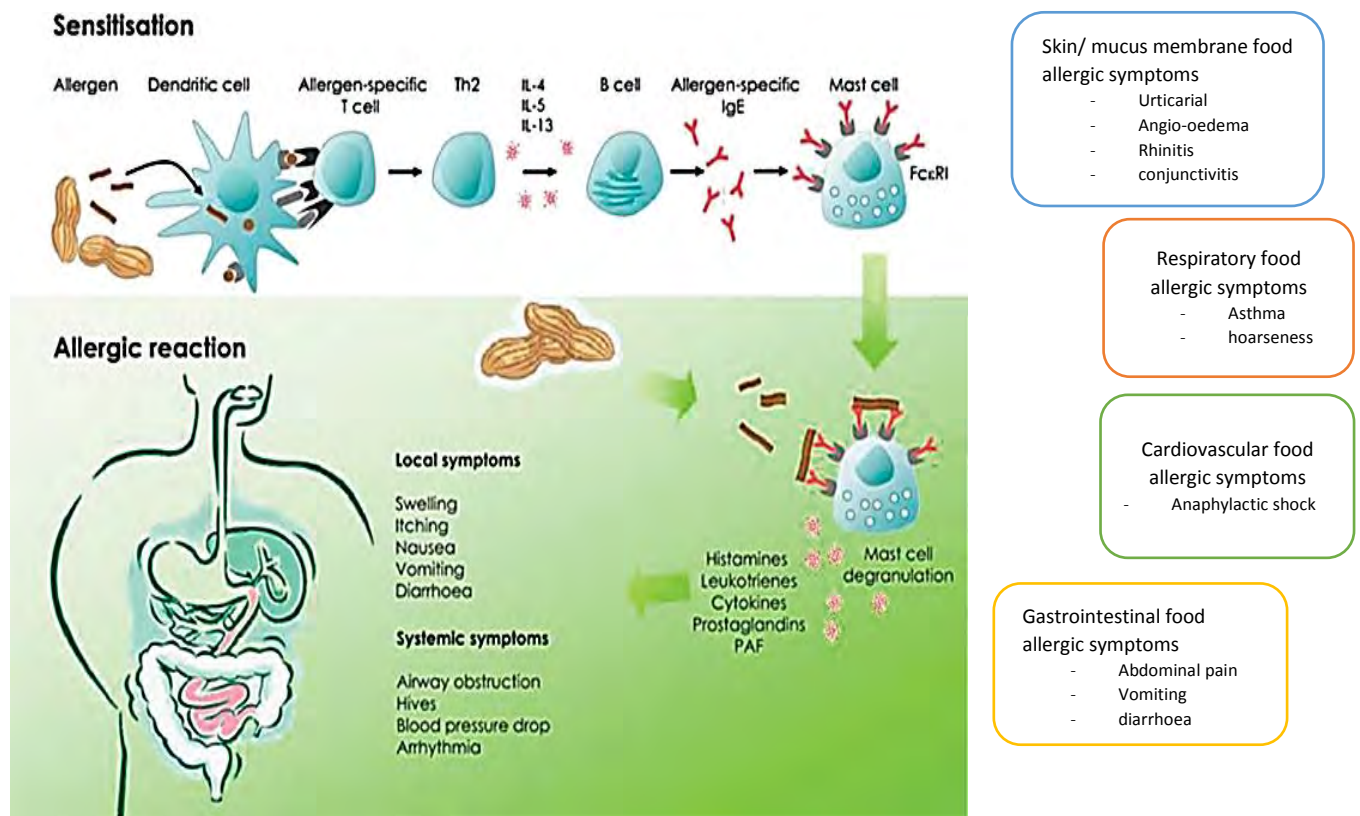 Sensitisation
Allergen
Dendritic cell
Allergen-specific
T cell
Th2
IL-4
IL-5
IL-13
B cell
Allergen-specific
IgE
Mast cell
FcεRI
Allergic reaction
Local symptoms
Swelling
Itching
Nausea
Vomiting
Diarrhoea
Systemic symptoms
Airway obstruction
Hives
Blood pressure drop
Arrhythmia
Histamines
Leukotrienes
Cytokines
Prostaglandins
PAF
Mast cell
degranulation
Skin/ mucus membrane food
allergic symptoms
- Urticarial
- Angio-oedema
- Rhinitis
- conjunctivitis
Respiratory food
allergic symptoms
- Asthma
- hoarseness
Cardiovascular food
allergic symptoms
- Anaphylactic shock
Gastrointestinal food
allergic symptoms
- Abdominal pain
- Vomiting
- diarrhoea